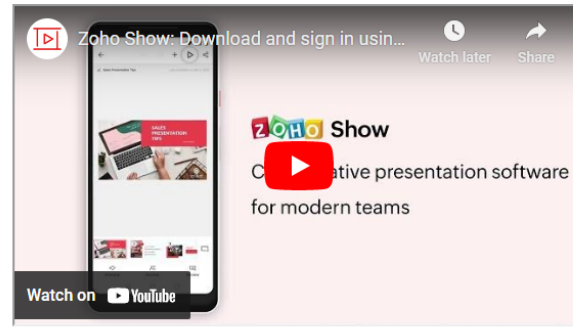 Zoho Show: Download and sign in usin...
Watch later
Share
SALES
PRESENTATION
TIPS
ZOHO Show
ative presentation software
for modern teams
Watch on YouTube